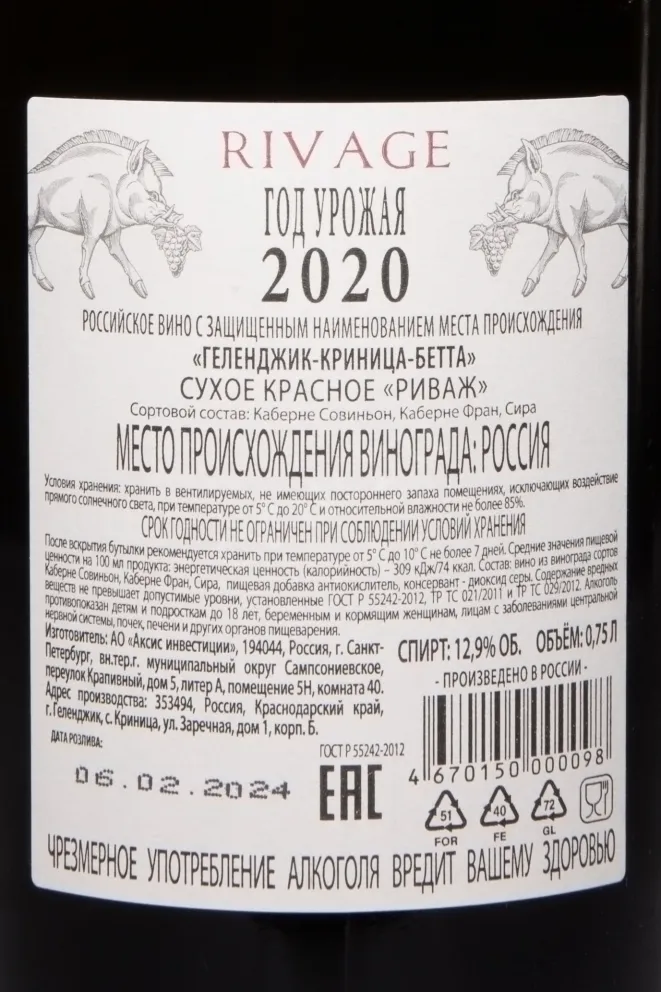 RIVAGE
ГОД УРОЖАЯ
2020
РОССИЙСКОЕ ВИНО С ЗАЩИЩЕННЫМ НАИМЕНОВАНИЕМ МЕСТА ПРОИСХОЖДЕНИЯ
«ГЕЛЕНДЖИК-КРИНИЦА-БЕТТА»
СУХОЕ КРАСНОЕ «РИВАЖ»
Сортовой состав: Каберне Совиньон, Каберне Фран, Сира
МЕСТО ПРОИСХОЖДЕНИЯ ВИНОГРАДА: РОССИЯ
Условия хранения: хранить в вентилируемых, не имеющих постороннего запаха помещениях, исключающих воздействие
прямого солнечного света, при температуре от 5° С до 20° С и относительной влажности не более 85%.
СРОК ГОДНОСТИ НЕ ОГРАНИЧЕН ПРИ СОБЛЮДЕНИИ УСЛОВИЙ ХРАНЕНИЯ
После вскрытия бутылки рекомендуется хранить при температуре от 5° С до 10° С не более 7 дней. Средние значения пищевой
ценности на 100 мл продукта: энергетическая ценность (калорийность) – 309 кДж/74 ккал. Состав: вино из винограда сортов
Каберне Совиньон, Каберне Фран, Сира, пищевая добавка антиокислитель, консервант - диоксид серы. Содержание вредных
веществ не превышает допустимые уровни, установленные ГОСТ Р 55242-2012, ТР ТС 021/2011 и ТР ТС 029/2012. Алкоголь
противопоказан детям и подросткам до 18 лет, беременным и кормящим женщинам, лицам с заболеваниями центральной
нервной системы, почек, печени и других органов пищеварения.
Изготовитель: АО «Аксис инвестиции», 194044, Россия, г. Санкт-
Петербург, вн.тер.г. муниципальный округ Сампсониевское,
переулок Крапивный, дом 5, литер А, помещение 5Н, комната 40.
Адрес производства: 353494, Россия, Краснодарский край,
г. Геленджик, с. Криница, ул. Заречная, дом 1, корп. Б.
СПИРТ: 12,9% ОБ. ОБЪЁМ: 0,75 Л
- ПРОИЗВЕДЕНО В РОССИИ -
ДАТА РОЗЛИВА:
06.02.2024
ГОСТ Р 55242-2012
EAC
4 670150 000098
51 40 72
FOR FE GL
ЧРЕЗМЕРНОЕ УПОТРЕБЛЕНИЕ АЛКОГОЛЯ ВРЕДИТ ВАШЕМУ ЗДОРОВЬЮ